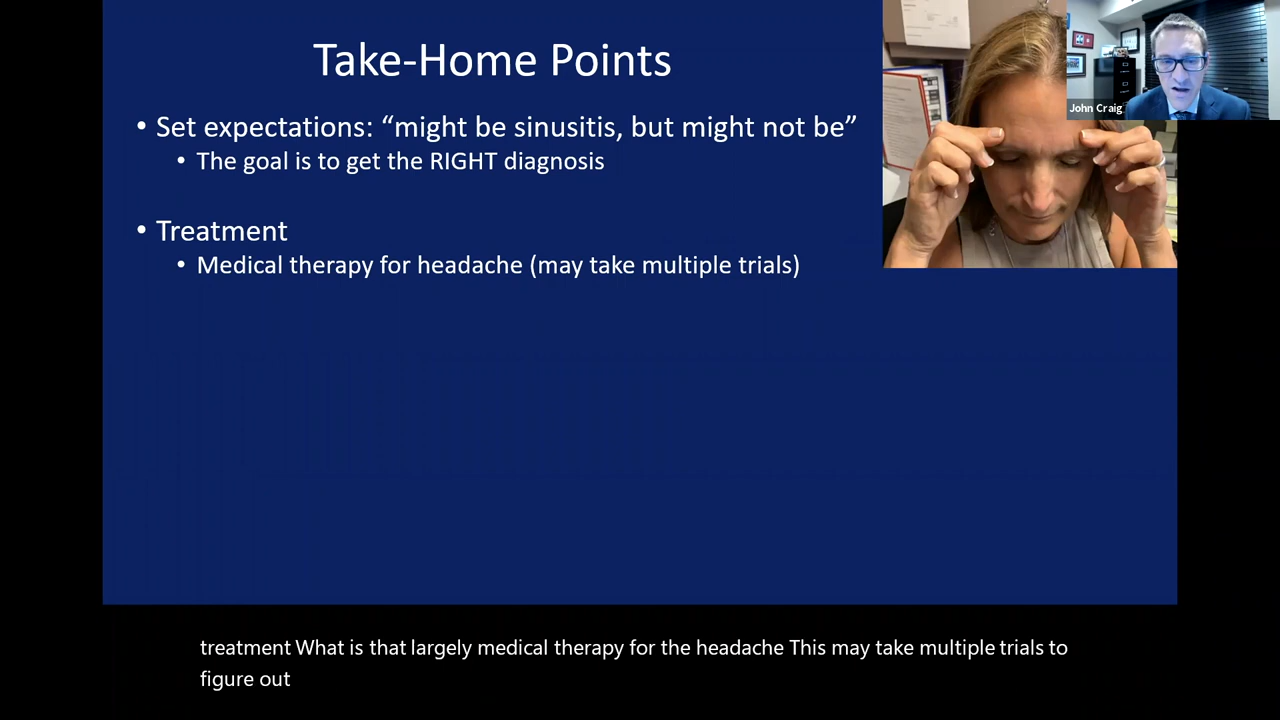 Take-Home Points
• Set expectations: “might be sinusitis, but might not be”
• The goal is to get the RIGHT diagnosis
• Treatment
• Medical therapy for headache (may take multiple trials)
John Craig
treatment What is that largely medical therapy for the headache This may take multiple trials to
figure out